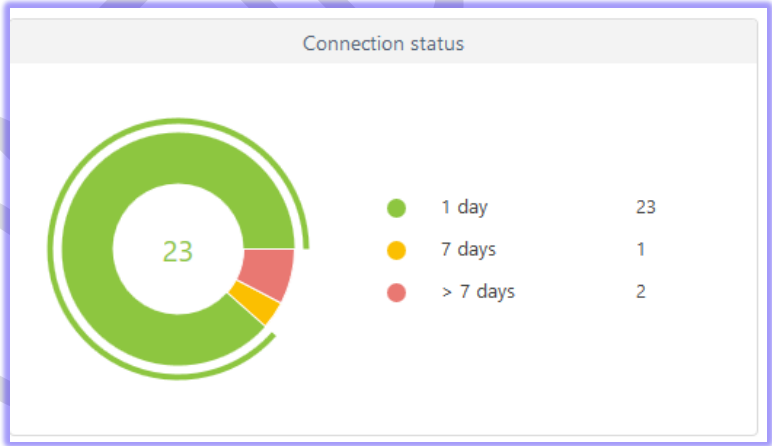 Connection status
23
1 day 23
7 days 1
> 7 days 2